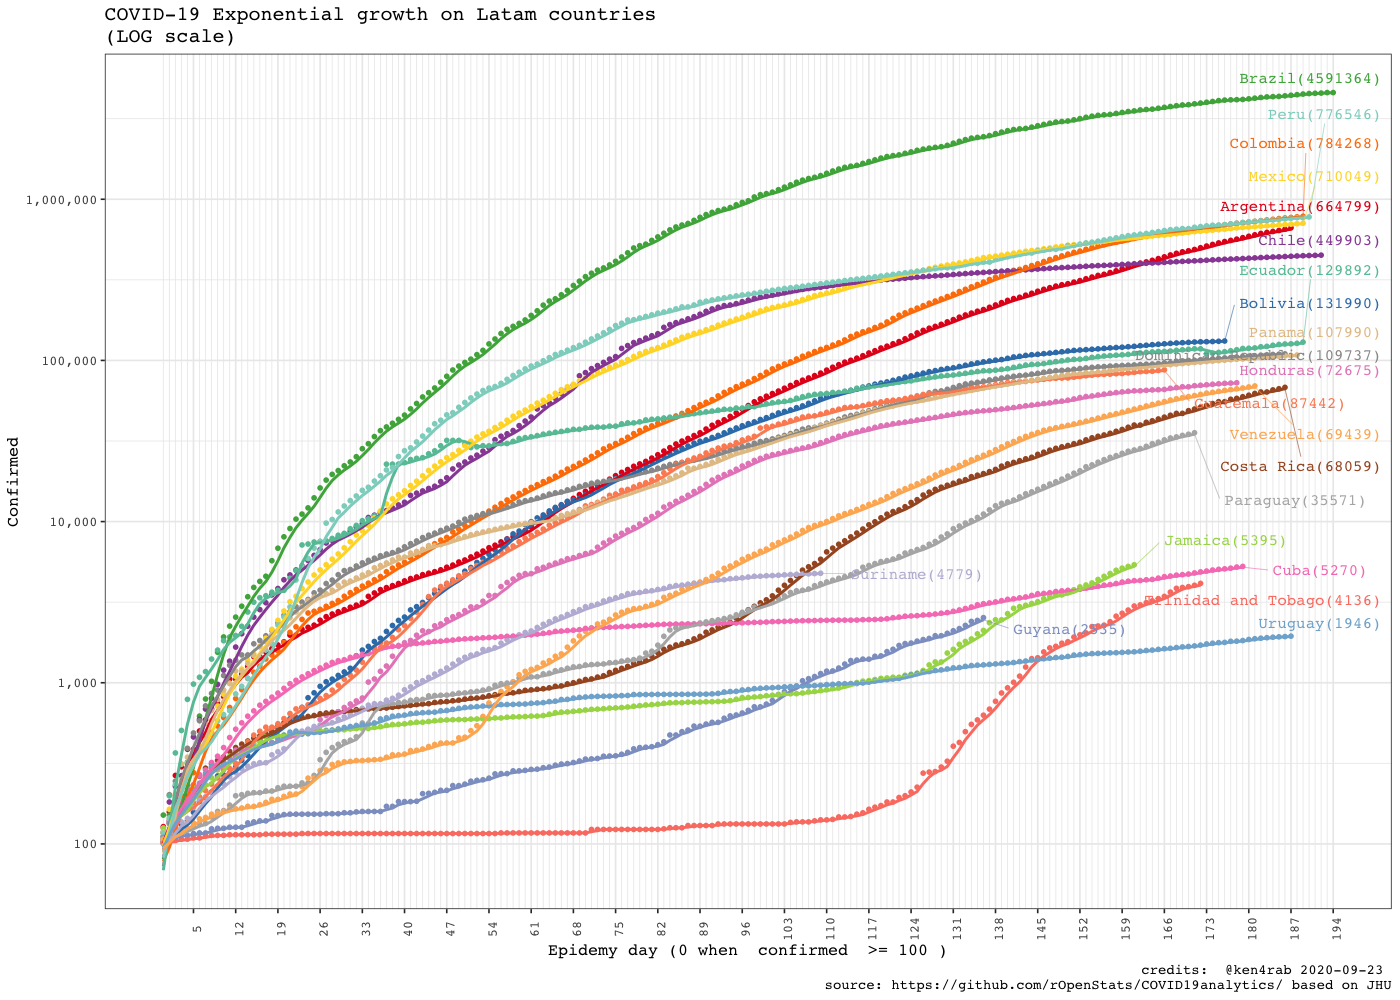 COVID-19 Exponential growth on Latam countries
(LOG scale)
Brazil(4591364)
Peru(776546)
Colombia(784268)
Mexico(710049)
1,000,000
Argentina(664799)
Chile(449903)
Ecuador(129892)
Bolivia(131990)
Panama(107990)
Dominican Republic(109737)
100,000
Honduras(72675)
Guatemala(87442)
Venezuela(69439)
Costa Rica(68059)
Paraguay(35571)
10,000
Jamaica(5395)
Cuba(5270)
Suriname(4779)
Trinidad and Tobago(4136)
Uruguay(1946)
Guyana(2535)
1,000
100
Confirmed
5 12 19 26 33 40 47 54 61 68 75 82 89 96 103 110 117 124 131 138 145 152 159 166 173 180 187 194
Epidemy day (0 when  confirmed  >= 100 )
credits:  @ken4rab 2020-09-23
source: https://github.com/rOpenStats/COVID19analytics/ based on JHU